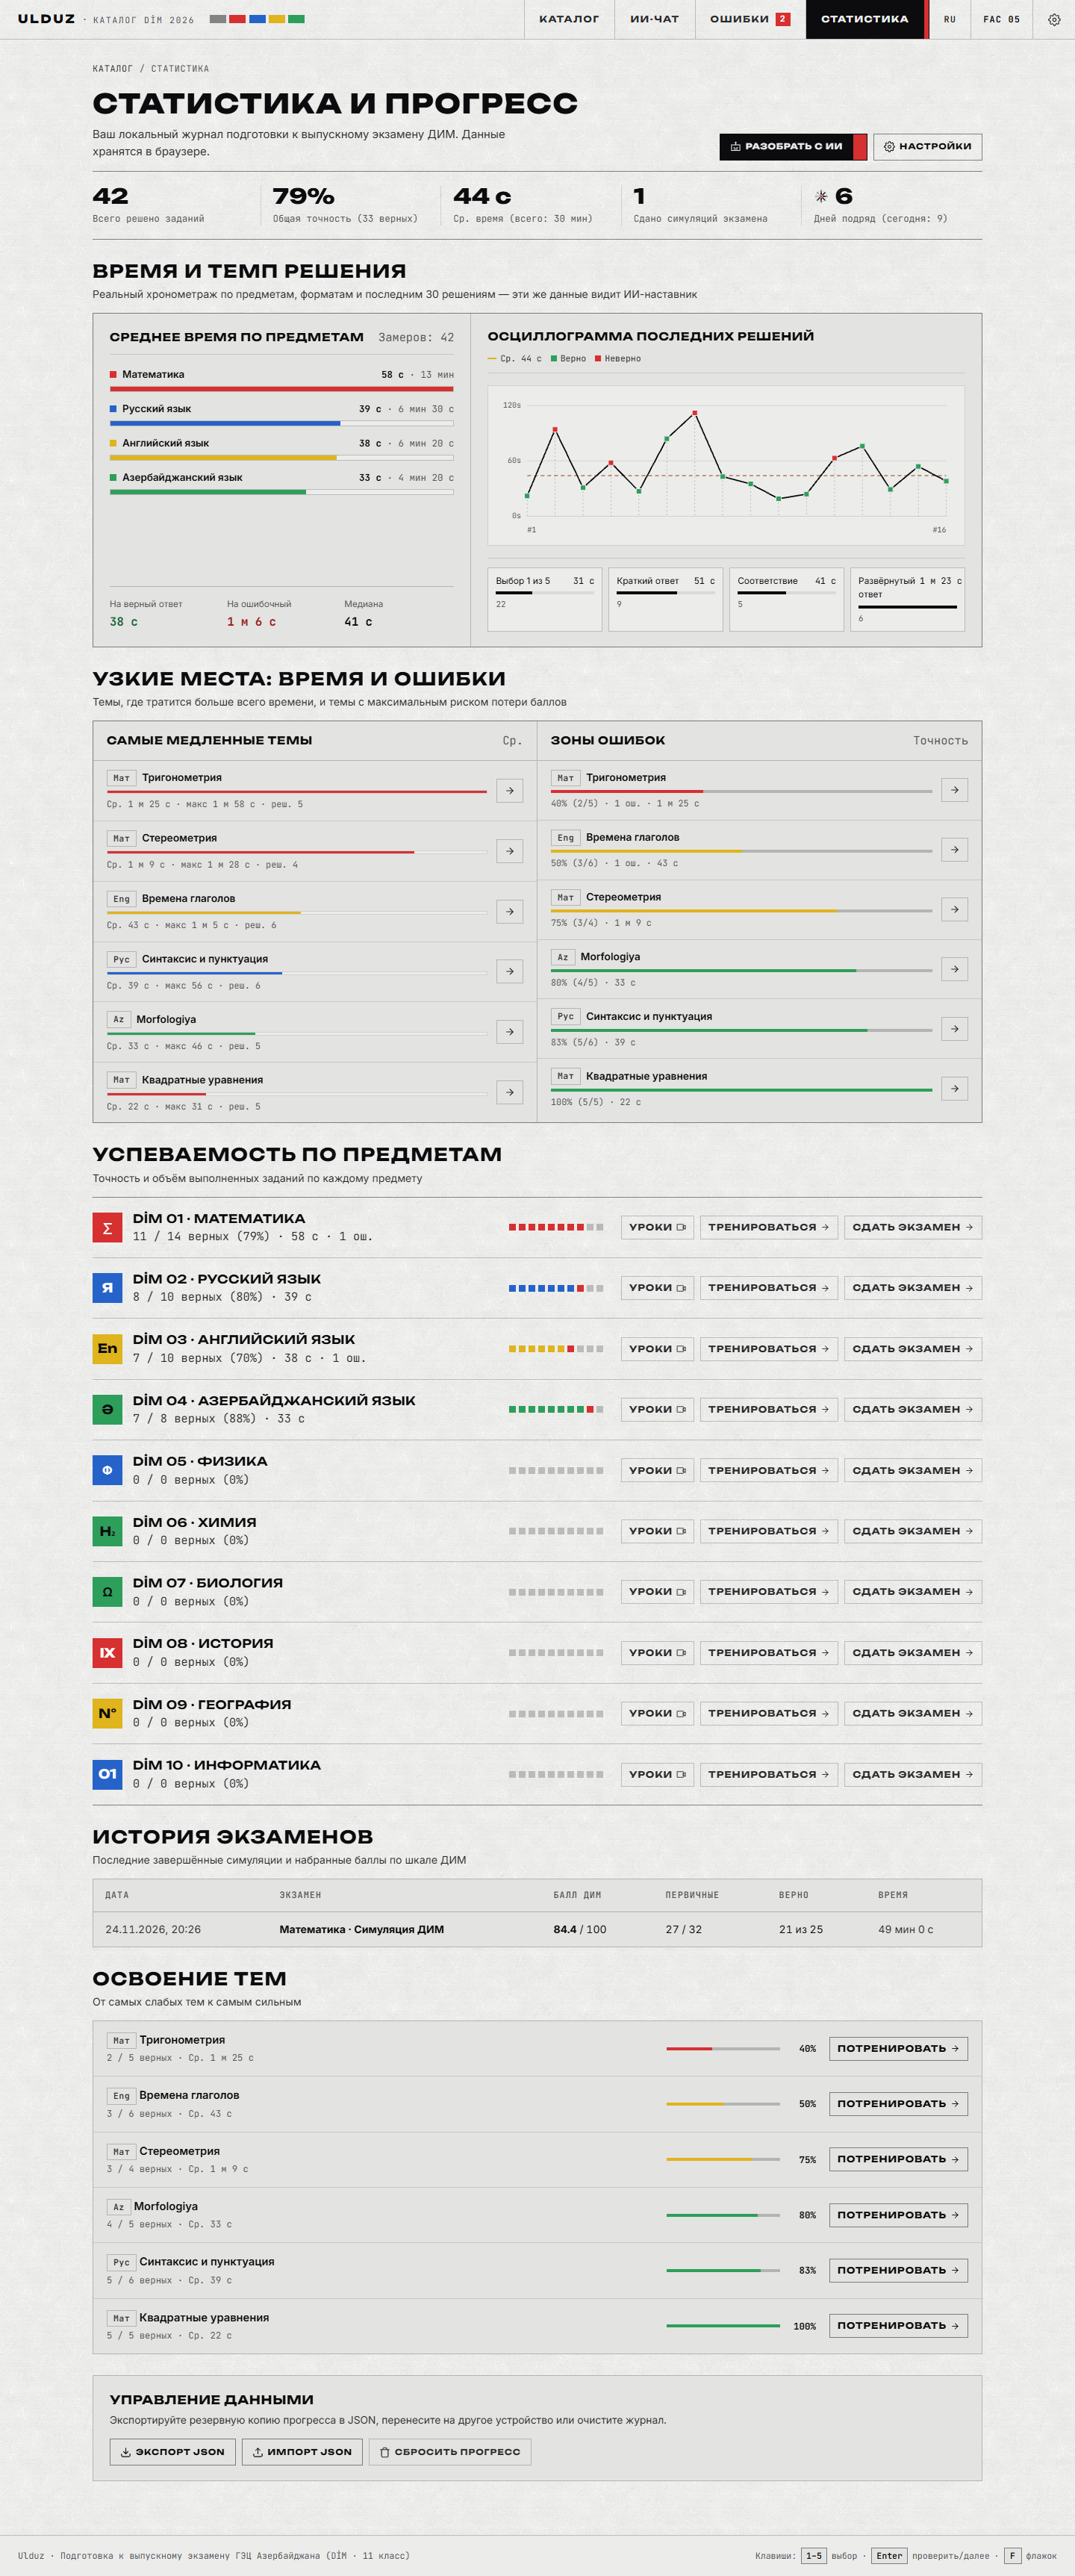 ULUZ · КАТАЛОГ DİM 2026
КАТАЛОГ
ИИ-ЧАТ
ОШИБКИ 2
СТАТИСТИКА
RU
FAC 05
КАТАЛОГ / СТАТИСТИКА
СТАТИСТИКА И ПРОГРЕСС
Ваш локальный журнал подготовки к выпускному экзамену ДИМ. Данные
хранятся в браузере.
РАЗОБРАТЬ С ИИ
НАСТРОЙКИ
42
Всего решено заданий
79%
Общая точность (33 верных)
44 с
Ср. время (всего: 30 мин)
1
Сдано симуляций экзамена
6
Дней подряд (сегодня: 9)
ВРЕМЯ И ТЕМП РЕШЕНИЯ
Реальный хронометраж по предметам, форматам и последним 30 решениям — эти же данные видит ИИ-наставник
СРЕДНЕЕ ВРЕМЯ ПО ПРЕДМЕТАМ Замеров: 42
Математика 58 с · 13 мин
Русский язык 39 с · 6 мин 30 с
Английский язык 38 с · 6 мин 20 с
Азербайджанский язык 33 с · 4 мин 20 с
На верный ответ
38 с
На ошибочный
1 м 6 с
Медиана
41 с
ОСЦИЛЛОГРАММА ПОСЛЕДНИХ РЕШЕНИЙ
Ср. 44 с Верно Неверно
120s
60s
0s
#1 #16
Выбор 1 из 5 31 с
22
Краткий ответ 51 с
9
Соответствие 41 с
5
Развёрнутый 1 м 23 с
ответ
6
УЗКИЕ МЕСТА: ВРЕМЯ И ОШИБКИ
Темы, где тратится больше всего времени, и темы с максимальным риском потери баллов
САМЫЕ МЕДЛЕННЫЕ ТЕМЫ Ср.
Мат Тригонометрия
Ср. 1 м 25 с · макс 1 м 58 с · реш. 5
Мат Стереометрия
Ср. 1 м 9 с · макс 1 м 28 с · реш. 4
Eng Времена глаголов
Ср. 43 с · макс 1 м 5 с · реш. 6
Рус Синтаксис и пунктуация
Ср. 39 с · макс 56 с · реш. 6
Az Morfologiya
Ср. 33 с · макс 46 с · реш. 5
Мат Квадратные уравнения
Ср. 22 с · макс 31 с · реш. 5
ЗОНЫ ОШИБОК Точность
Мат Тригонометрия
40% (2/5) · 1 ош. · 1 м 25 с
Eng Времена глаголов
50% (3/6) · 1 ош. · 43 с
Мат Стереометрия
75% (3/4) · 1 м 9 с
Az Morfologiya
80% (4/5) · 33 с
Рус Синтаксис и пунктуация
83% (5/6) · 39 с
Мат Квадратные уравнения
100% (5/5) · 22 с
УСПЕВАЕМОСТЬ ПО ПРЕДМЕТАМ
Точность и объём выполненных заданий по каждому предмету
Σ DİM 01 · МАТЕМАТИКА
11 / 14 верных (79%) · 58 с · 1 ош.
УРОКИ ТРЕНИРОВАТЬСЯ → СДАТЬ ЭКЗАМЕН →
Я DİM 02 · РУССКИЙ ЯЗЫК
8 / 10 верных (80%) · 39 с
УРОКИ ТРЕНИРОВАТЬСЯ → СДАТЬ ЭКЗАМЕН →
En DİM 03 · АНГЛИЙСКИЙ ЯЗЫК
7 / 10 верных (70%) · 38 с · 1 ош.
УРОКИ ТРЕНИРОВАТЬСЯ → СДАТЬ ЭКЗАМЕН →
Ə DİM 04 · АЗЕРБАЙДЖАНСКИЙ ЯЗЫК
7 / 8 верных (88%) · 33 с
УРОКИ ТРЕНИРОВАТЬСЯ → СДАТЬ ЭКЗАМЕН →
Ф DİM 05 · ФИЗИКА
0 / 0 верных (0%)
УРОКИ ТРЕНИРОВАТЬСЯ → СДАТЬ ЭКЗАМЕН →
H₂ DİM 06 · ХИМИЯ
0 / 0 верных (0%)
УРОКИ ТРЕНИРОВАТЬСЯ → СДАТЬ ЭКЗАМЕН →
Ω DİM 07 · БИОЛОГИЯ
0 / 0 верных (0%)
УРОКИ ТРЕНИРОВАТЬСЯ → СДАТЬ ЭКЗАМЕН →
IX DİM 08 · ИСТОРИЯ
0 / 0 верных (0%)
УРОКИ ТРЕНИРОВАТЬСЯ → СДАТЬ ЭКЗАМЕН →
N° DİM 09 · ГЕОГРАФИЯ
0 / 0 верных (0%)
УРОКИ ТРЕНИРОВАТЬСЯ → СДАТЬ ЭКЗАМЕН →
01 DİM 10 · ИНФОРМАТИКА
0 / 0 верных (0%)
УРОКИ ТРЕНИРОВАТЬСЯ → СДАТЬ ЭКЗАМЕН →
ИСТОРИЯ ЭКЗАМЕНОВ
Последние завершённые симуляции и набранные баллы по шкале ДИМ
ДАТА ЭКЗАМЕН БАЛЛ ДИМ ПЕРВИЧНЫЕ ВЕРНО ВРЕМЯ
24.11.2026, 20:26 Математика · Симуляция ДИМ 84.4 / 100 27 / 32 21 из 25 49 мин 0 с
ОСВОЕНИЕ ТЕМ
От самых слабых тем к самым сильным
Мат Тригонометрия
2 / 5 верных · Ср. 1 м 25 с
40% ПОТРЕНИРОВАТЬ →
Eng Времена глаголов
3 / 6 верных · Ср. 43 с
50% ПОТРЕНИРОВАТЬ →
Мат Стереометрия
3 / 4 верных · Ср. 1 м 9 с
75% ПОТРЕНИРОВАТЬ →
Az Morfologiya
4 / 5 верных · Ср. 33 с
80% ПОТРЕНИРОВАТЬ →
Рус Синтаксис и пунктуация
5 / 6 верных · Ср. 39 с
83% ПОТРЕНИРОВАТЬ →
Мат Квадратные уравнения
5 / 5 верных · Ср. 22 с
100% ПОТРЕНИРОВАТЬ →
УПРАВЛЕНИЕ ДАННЫМИ
Экспортируйте резервную копию прогресса в JSON, перенесите на другое устройство или очистите журнал.
ЭКСПОРТ JSON ИМПОРТ JSON СБРОСИТЬ ПРОГРЕСС
Ulduz · Подготовка к выпускному экзамену ГЭЦ Азербайджана (DİM · 11 класс)
Клавиши: 1–5 выбор · Enter проверить/далее · F флажок